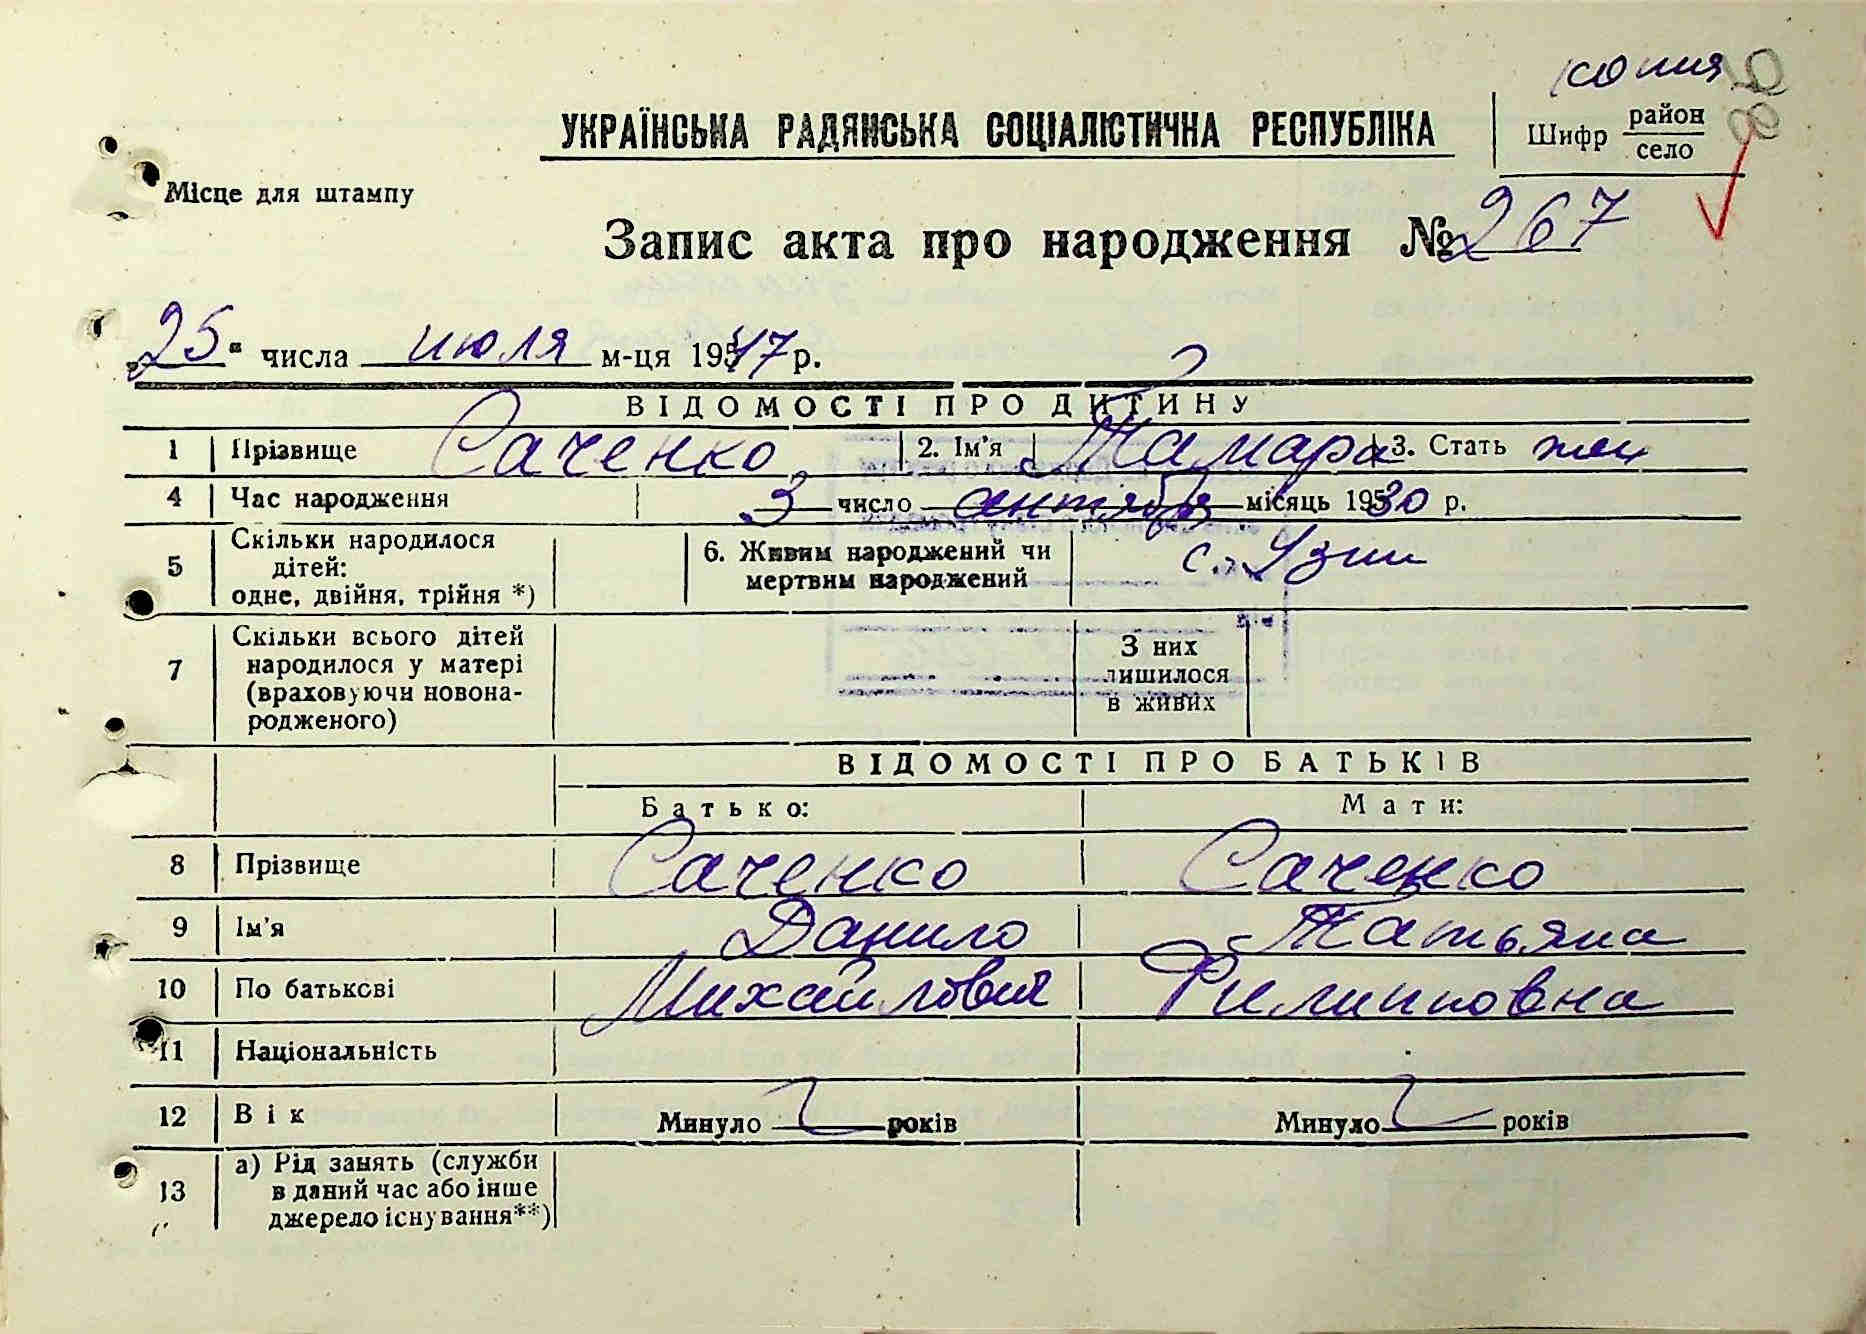 копия
УКРАЇНСЬКА РАДЯНСЬКА СОЦІАЛІСТИЧНА РЕСПУБЛІКА
Шифр район
село
Місце для штампу
Запис акта про народження № 267
„25“ числа июля м-ця 1947 р.
ВІДОМОСТІ ПРО ДИТИНУ
1 Прізвище Саченко 2. Ім'я Тамара 3. Стать жен
4 Час народження 3 число сентября місяць 1930 р.
5 Скільки народилося дітей: одне, двійня, трійня *) 6. Живим народжений чи мертвим народжений с. Узин
7 Скільки всього дітей народилося у матері (враховуючи новонародженого) З них лишилося в живих
ВІДОМОСТІ ПРО БАТЬКІВ
Батько: Мати:
8 Прізвище Саченко Саченко
9 Ім'я Данило Татьяна
10 По батькові Михайлович Филипповна
11 Національність
12 Вік Минуло років Минуло років
13 а) Рід занять (служби в даний час або інше джерело існування**)